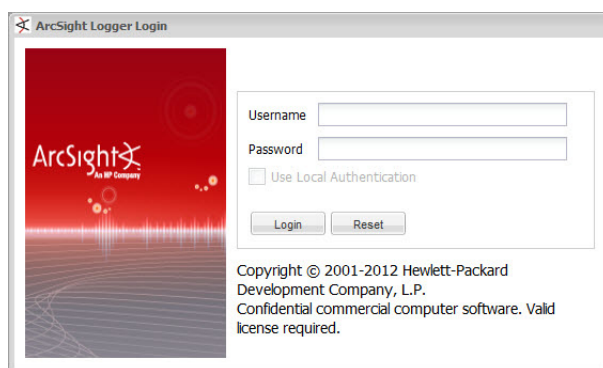 ArcSight Logger Login
ArcSight
An HP Company
Username
Password
Use Local Authentication
Login
Reset
Copyright © 2001-2012 Hewlett-Packard
Development Company, L.P.
Confidential commercial computer software. Valid
license required.